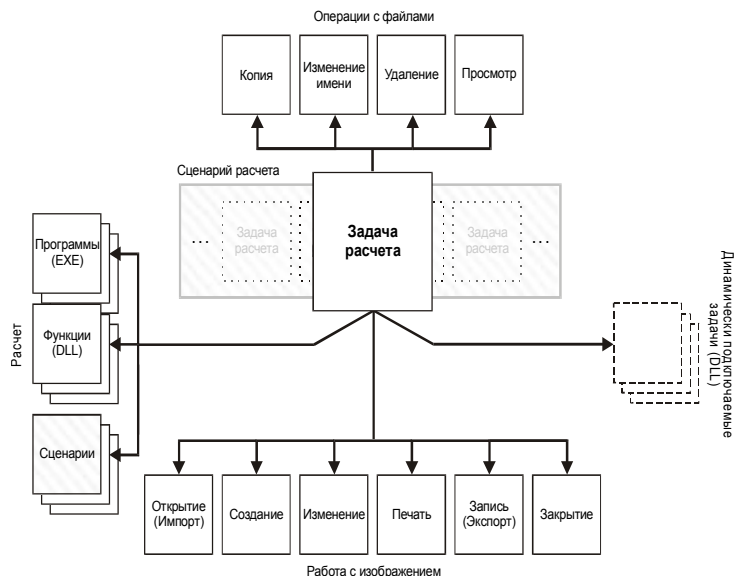 Операции с файлами
Копия
Изменение
имени
Удаление
Просмотр
Сценарий расчета
...
Задача
расчета
Задача
расчета
Задача
расчета
...
Расчет
Программы
(EXE)
Функции
(DLL)
Сценарии
Динамически подключаемые
задачи (DLL)
Открытие
(Импорт)
Создание
Изменение
Печать
Запись
(Экспорт)
Закрытие
Работа с изображением